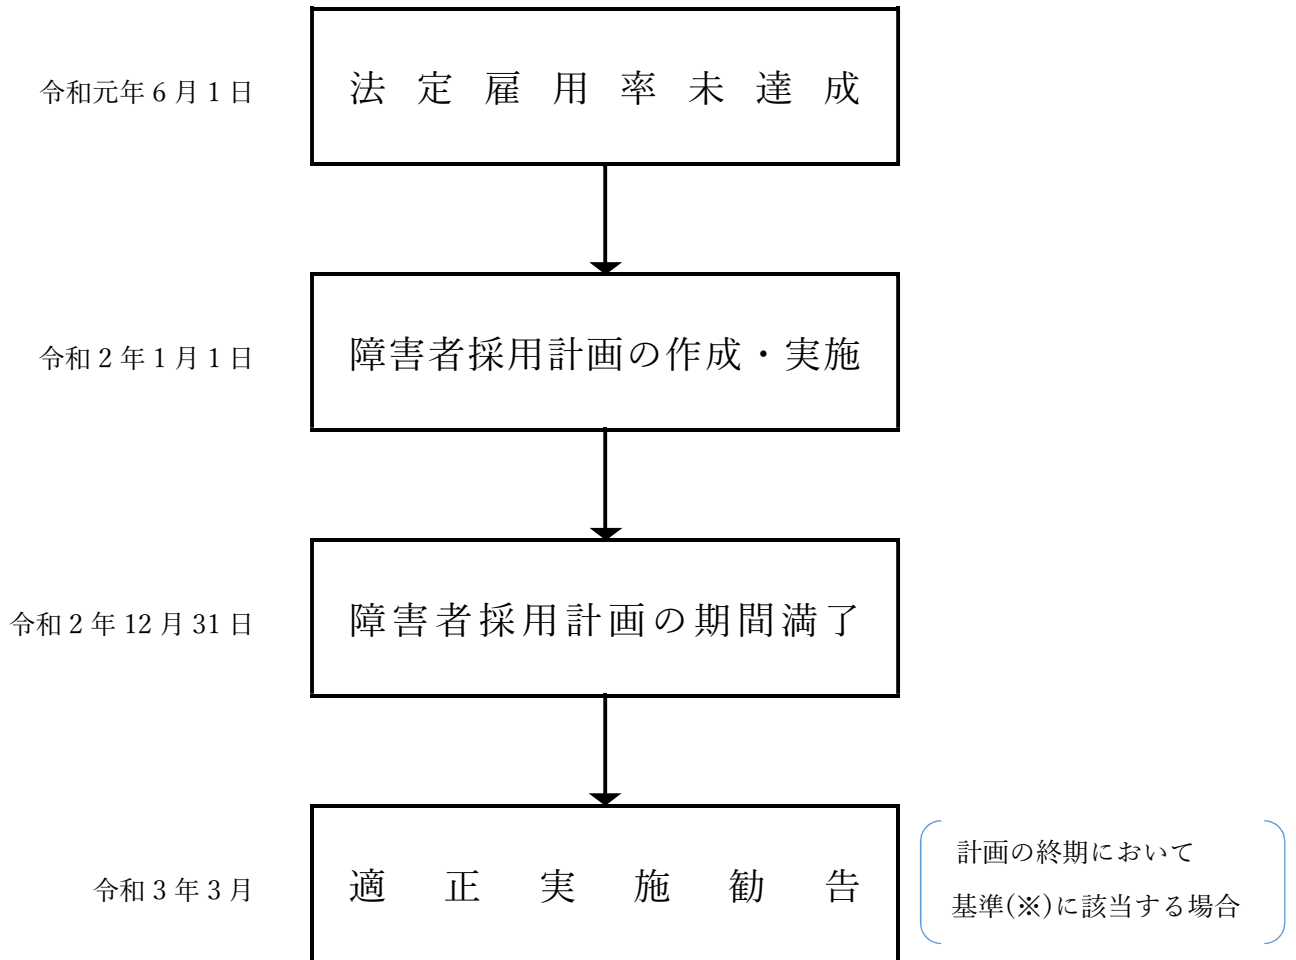 令和元年6月1日
法定雇用率未達成
令和2年1月1日
障害者採用計画の作成・実施
令和2年12月31日
障害者採用計画の期間満了
令和3年3月
適正実施勧告
計画の終期において
基準(※)に該当する場合